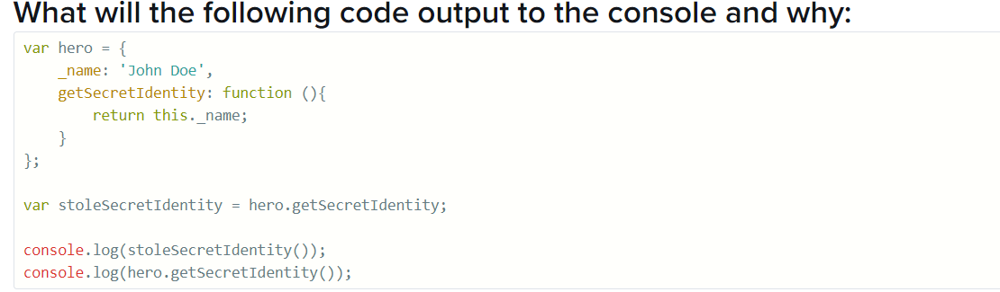 What will the following code output to the console and why:
var hero = {
    _name: 'John Doe',
    getSecretIdentity: function (){
        return this._name;
    }
};

var stoleSecretIdentity = hero.getSecretIdentity;

console.log(stoleSecretIdentity());
console.log(hero.getSecretIdentity());